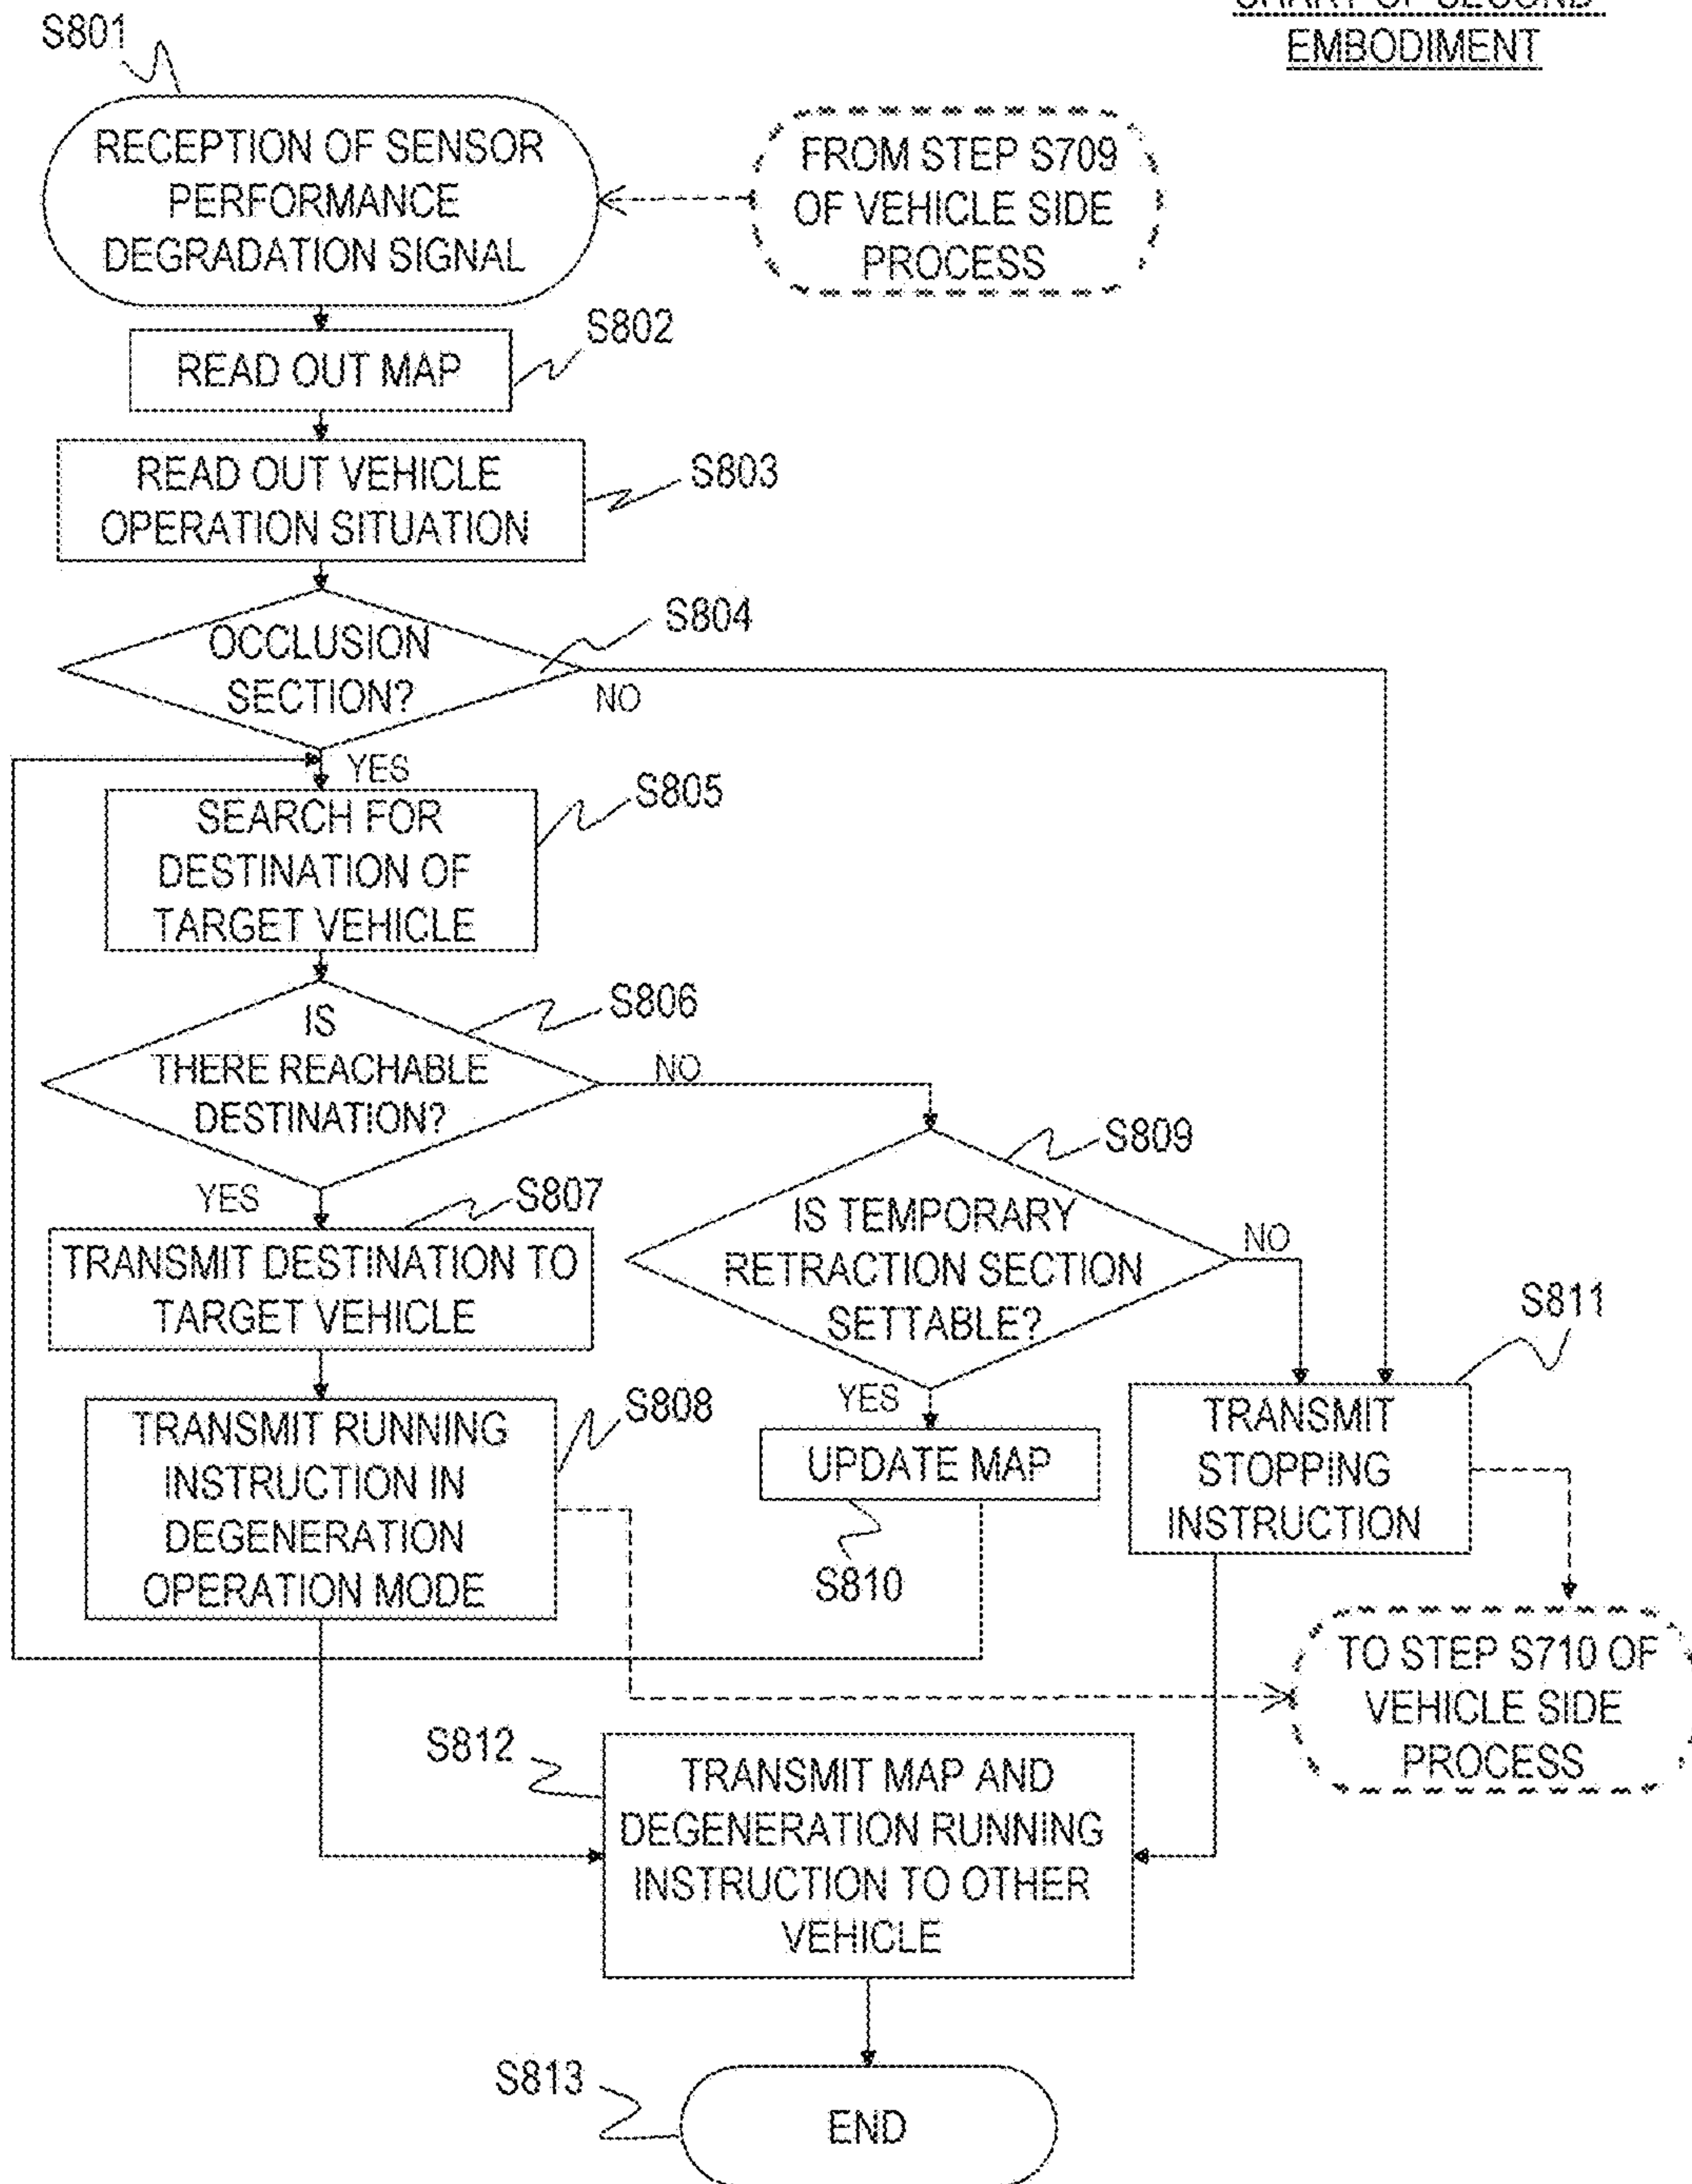 CHART OF SECOND
EMBODIMENT
S801
RECEPTION OF SENSOR
PERFORMANCE
DEGRADATION SIGNAL
FROM STEP S709
OF VEHICLE SIDE
PROCESS
S802
READ OUT MAP
S803
READ OUT VEHICLE
OPERATION SITUATION
S804
OCCLUSION
SECTION?
NO
YES
S805
SEARCH FOR
DESTINATION OF
TARGET VEHICLE
S806
IS
THERE REACHABLE
DESTINATION?
NO
YES
S807
TRANSMIT DESTINATION TO
TARGET VEHICLE
S809
IS TEMPORARY
RETRACTION SECTION
SETTABLE?
NO
YES
S808
TRANSMIT RUNNING
INSTRUCTION IN
DEGENERATION
OPERATION MODE
UPDATE MAP
S810
S811
TRANSMIT
STOPPING
INSTRUCTION
TO STEP S710 OF
VEHICLE SIDE
PROCESS
S812
TRANSMIT MAP AND
DEGENERATION RUNNING
INSTRUCTION TO OTHER
VEHICLE
S813
END